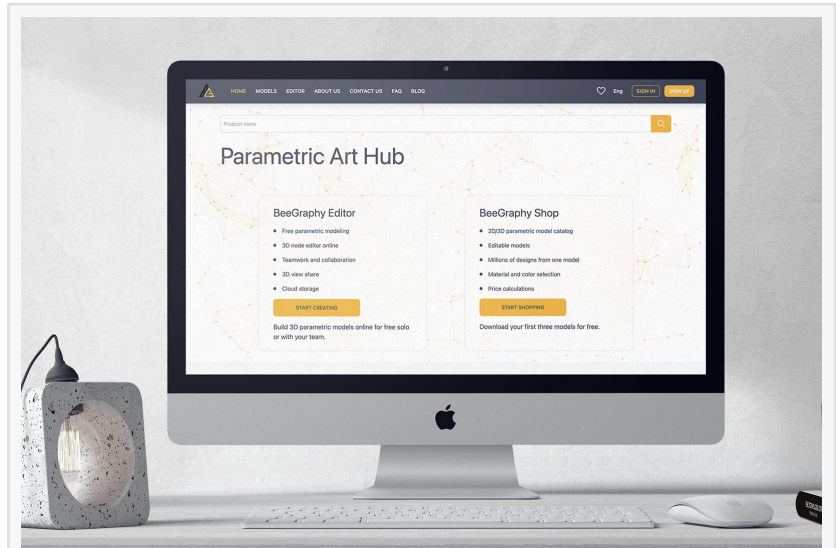 HOME MODELS EDITOR ABOUT US CONTACT US FAQ BLOG Eng SIGN IN SIGN UP
Product name
Parametric Art Hub
BeeGraphy Editor
Free parametric modeling
3D node editor online
Teamwork and collaboration
3D view share
Cloud storage
START CREATING
Build 3D parametric models online for free solo
or with your team.
BeeGraphy Shop
2D/3D parametric model catalog
Editable models
Millions of designs from one model
Material and color selection
Price calculations
START SHOPPING
Download your first three models for free.